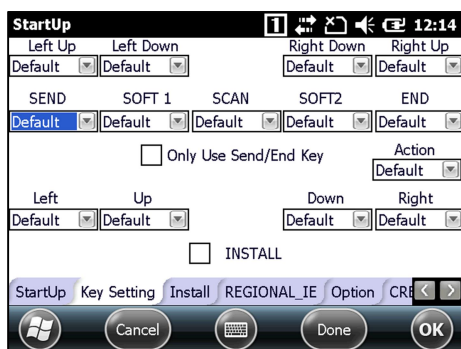 StartUp 1 12:14
Left Up Left Down Right Down Right Up
Default Default Default Default
SEND SOFT 1 SCAN SOFT2 END
Default Default Default Default Default
Only Use Send/End Key Action
Default
Left Up Down Right
Default Default Default Default
INSTALL
StartUp Key Setting Install REGIONAL_IE Option CRE
Cancel Done OK